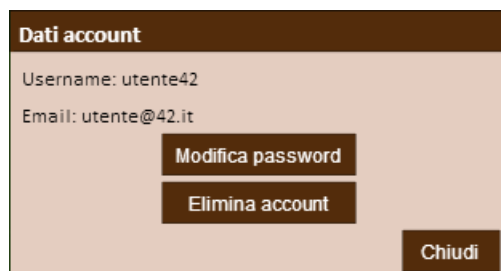 Dati account
Username: utente42
Email: utente@42.it
Modifica password
Elimina account
Chiudi